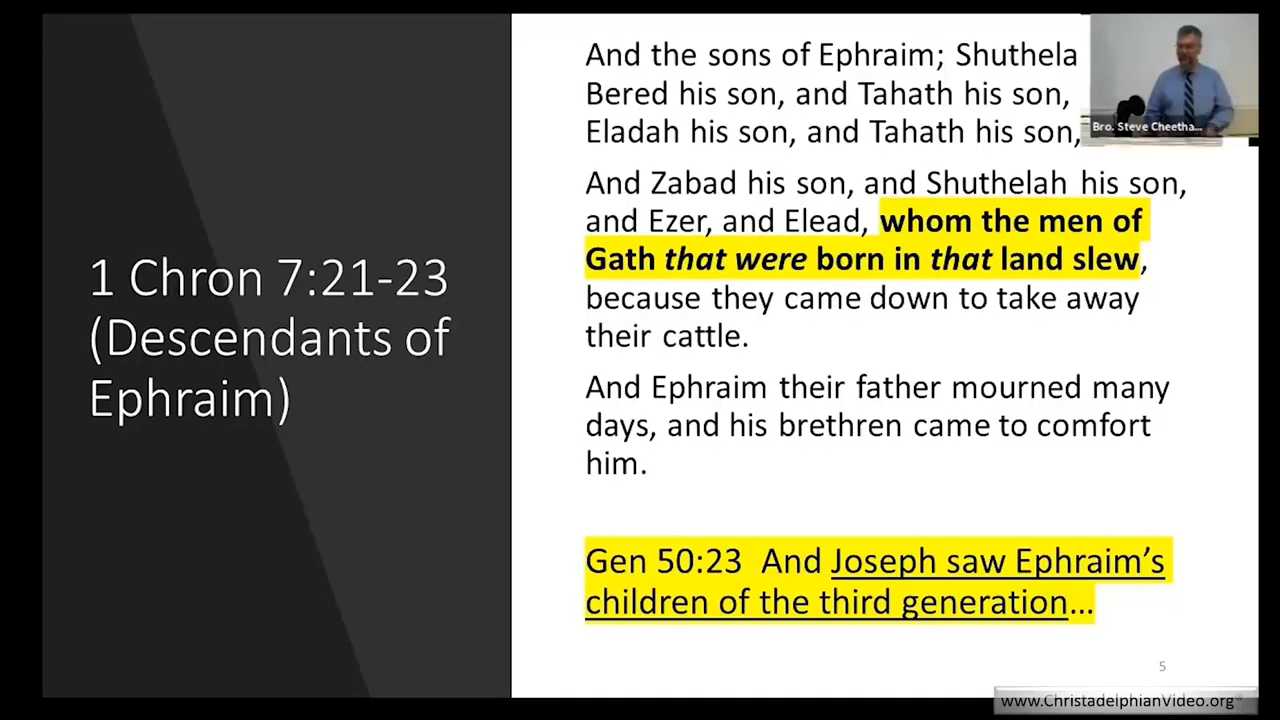 1 Chron 7:21-23
(Descendants of
Ephraim)
And the sons of Ephraim; Shuthela
Bered his son, and Tahath his son,
Eladah his son, and Tahath his son,
And Zabad his son, and Shuthelah his son,
and Ezer, and Elead, whom the men of
Gath that were born in that land slew,
because they came down to take away
their cattle.
And Ephraim their father mourned many
days, and his brethren came to comfort
him.
Gen 50:23 And Joseph saw Ephraim’s
children of the third generation…
5
Bro. Steve Cheetha...
www.ChristadelphianVideo.org